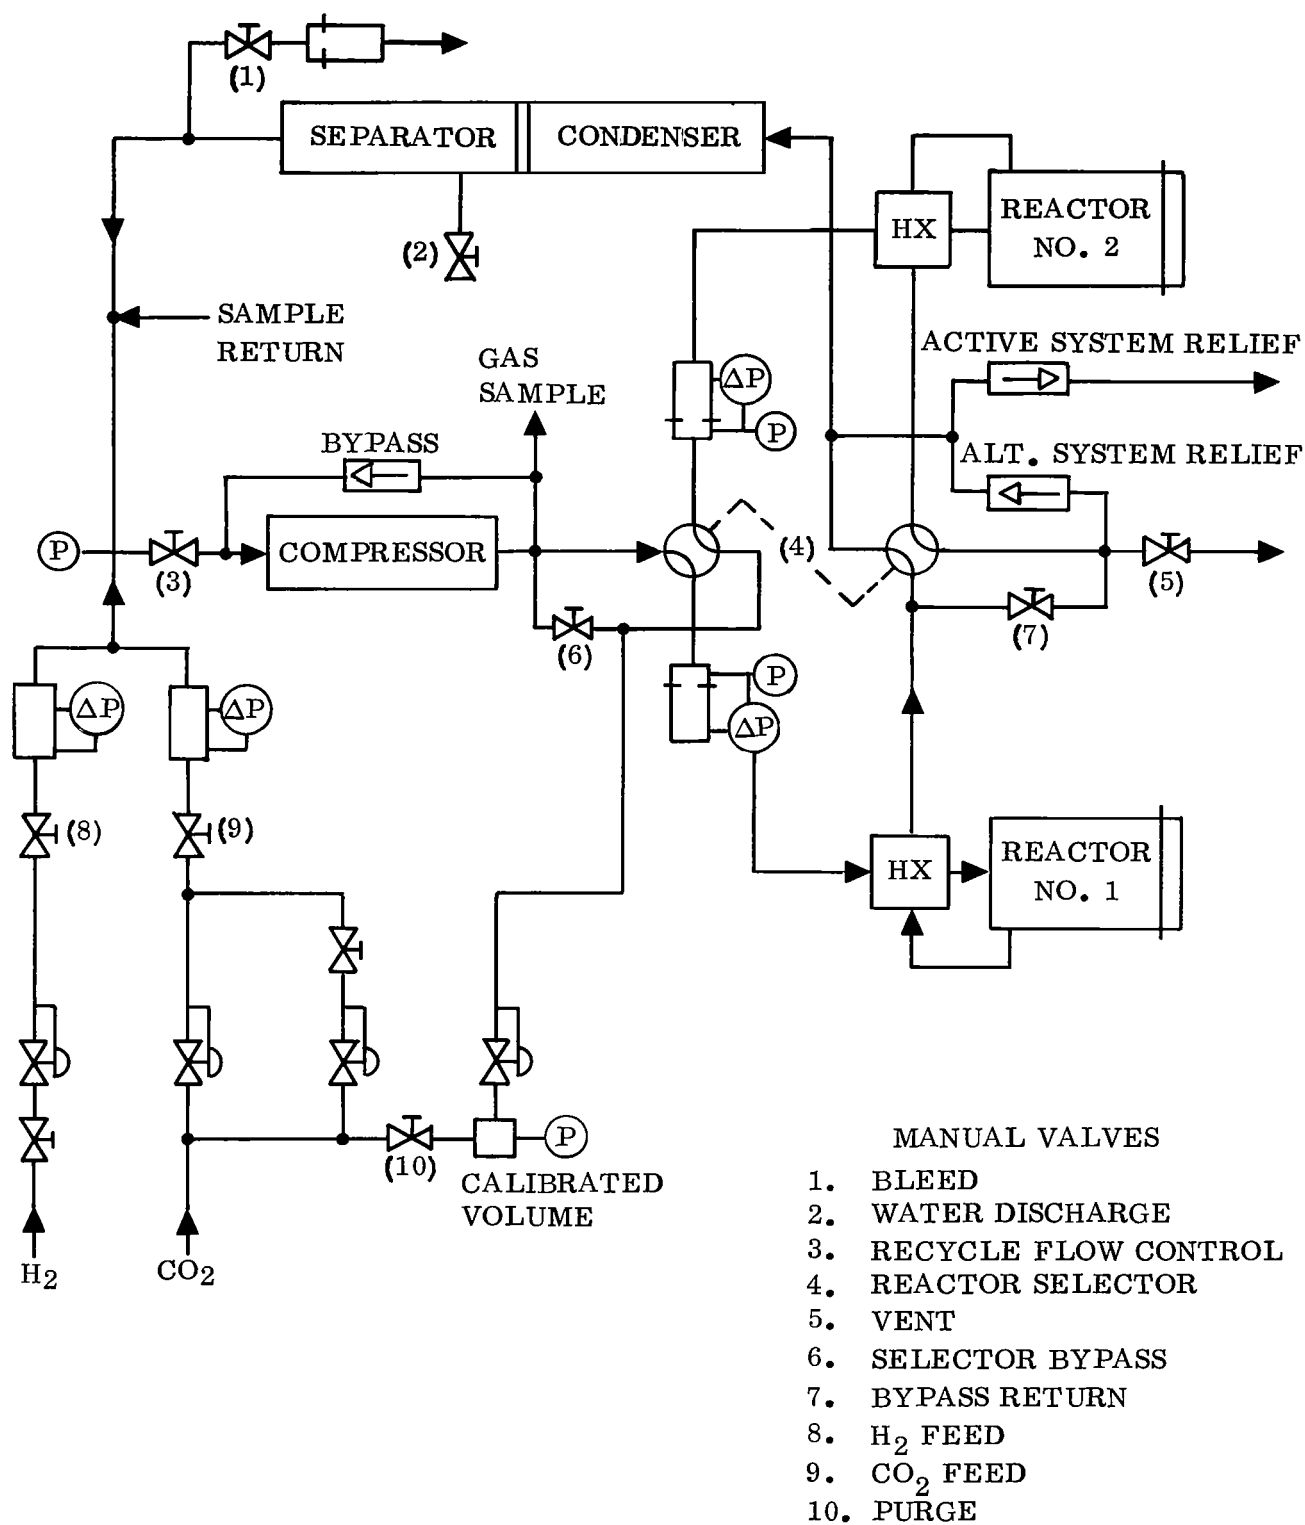 (1)
SEPARATOR
CONDENSER
(2)
HX
REACTOR
NO. 2
SAMPLE
RETURN
GAS
SAMPLE
ΔP
P
ACTIVE SYSTEM RELIEF
BYPASS
ALT. SYSTEM RELIEF
P
(3)
COMPRESSOR
(4)
(5)
(6)
(7)
P
ΔP
ΔP
ΔP
(8)
(9)
HX
REACTOR
NO. 1
(10)
P
CALIBRATED
VOLUME
H2
CO2
MANUAL VALVES
1. BLEED
2. WATER DISCHARGE
3. RECYCLE FLOW CONTROL
4. REACTOR SELECTOR
5. VENT
6. SELECTOR BYPASS
7. BYPASS RETURN
8. H2 FEED
9. CO2 FEED
10. PURGE